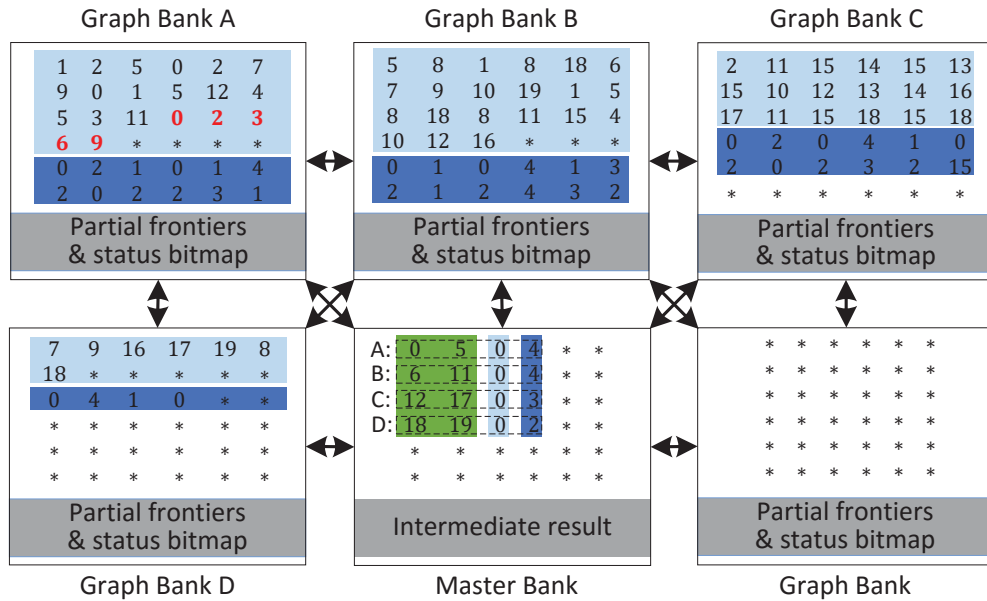 Graph Bank A
1 2 5 0 2 7
9 0 1 5 12 4
5 3 11 0 2 3
6 9 * * * *
0 2 1 0 1 4
2 0 2 2 3 1
Partial frontiers
& status bitmap
Graph Bank B
5 8 1 8 18 6
7 9 10 19 1 5
8 18 8 11 15 4
10 12 16 * * *
0 1 0 4 1 3
2 1 2 4 3 2
Partial frontiers
& status bitmap
Graph Bank C
2 11 15 14 15 13
15 10 12 13 14 16
17 11 15 18 15 18
0 2 0 4 1 0
2 0 2 3 2 15
* * * * * *
Partial frontiers
& status bitmap
7 9 16 17 19 8
18 * * * * *
0 4 1 0 * *
* * * * * *
* * * * * *
* * * * * *
Partial frontiers
& status bitmap
Graph Bank D
A: 0 5 0 4 * *
B: 6 11 0 4 * *
C: 12 17 0 3 * *
D: 18 19 0 2 * *
* * * * * *
* * * * * *
Intermediate result
Master Bank
* * * * * *
* * * * * *
* * * * * *
* * * * * *
* * * * * *
* * * * * *
Partial frontiers
& status bitmap
Graph Bank